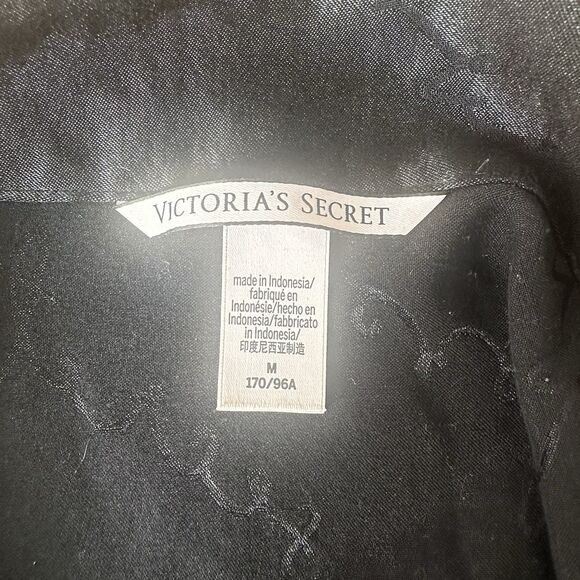 VICTORIA'S SECRET
made in Indonesia/
fabriqué en
Indonésie/hecho en
Indonesia/fabbricato
in Indonesia/
印度尼西亚制造
M
170/96A